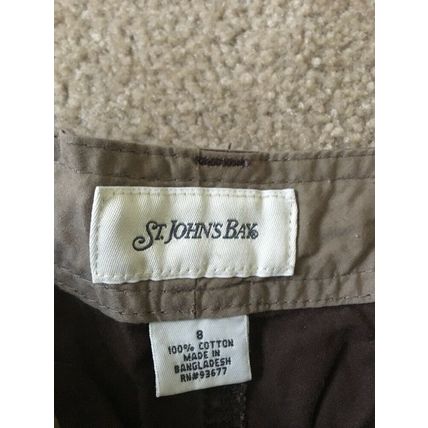 ST. JOHN'S BAY®
8
100% COTTON
MADE IN
BANGLADESH
RN#93677